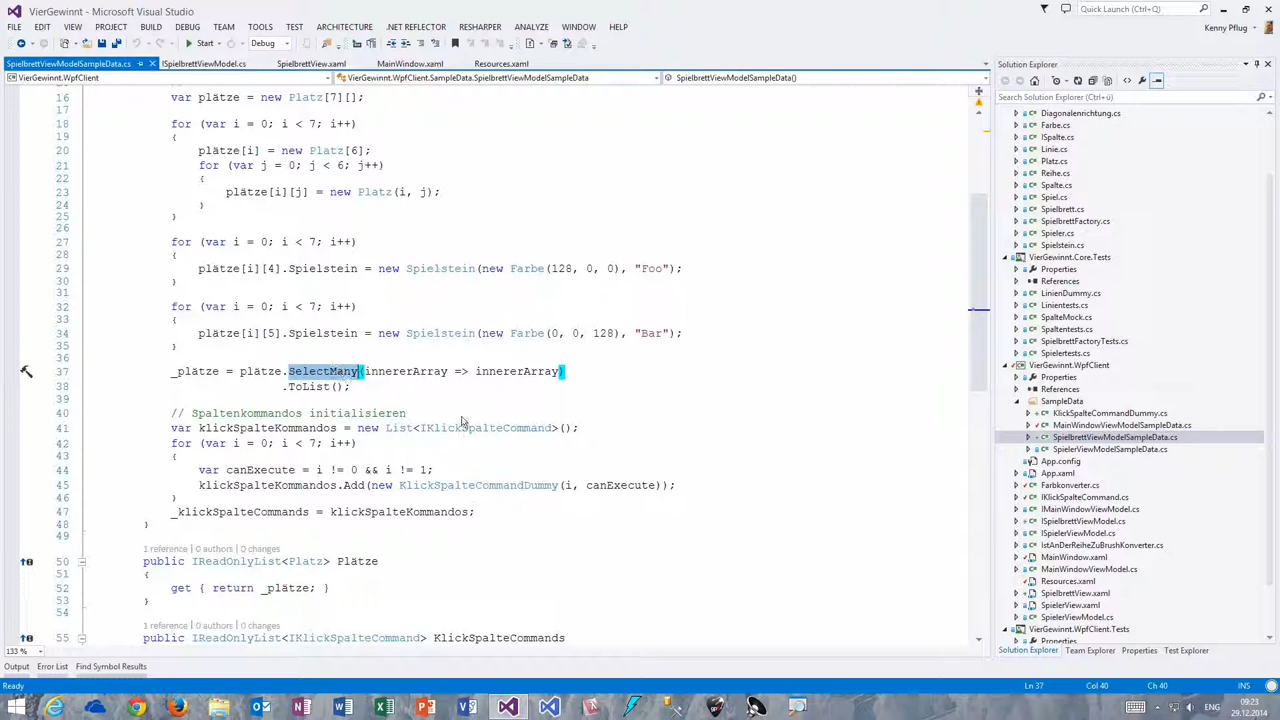 VierGewinnt - Microsoft Visual Studio
Quick Launch (Ctrl+Q)
FILE EDIT VIEW PROJECT BUILD DEBUG TEAM TOOLS TEST .NET REFLECTOR RESHARPER ANALYZE WINDOW HELP
Kenny Pflug
Start Debug
SpielbrettViewModelSampleData.cs ISpielbrettViewModel.cs SpielbrettView.xaml MainWindow.xaml Resources.xaml
VierGewinnt.WpfClient VierGewinnt.WpfClient.SampleData.SpielbrettViewModelSampleData SpielbrettViewModelSampleData()
16 var plätze = new Platz[7][];
17
18 for (var i = 0; i < 7; i++)
19 {
20 plätze[i] = new Platz[6];
21 for (var j = 0; j < 6; j++)
22 {
23 plätze[i][j] = new Platz(i, j);
24 }
25 }
26
27 for (var i = 0; i < 7; i++)
28 {
29 plätze[i][4].Spielstein = new Spielstein(new Farbe(128, 0, 0), "Foo");
30 }
31
32 for (var i = 0; i < 7; i++)
33 {
34 plätze[i][5].Spielstein = new Spielstein(new Farbe(0, 0, 128), "Bar");
35 }
36
37 _plätze = plätze.SelectMany(innererArray => innererArray)
38 .ToList();
39
40 // Spaltenkommandos initialisieren
41 var klickSpalteKommandos = new List<IKlickSpalteCommand>();
42 for (var i = 0; i < 7; i++)
43 {
44 var canExecute = i != 0 && i != 1;
45 klickSpalteKommandos.Add(new KlickSpalteCommandDummy(i, canExecute));
46 }
47 _klickSpalteCommands = klickSpalteKommandos;
48 }
49
1 reference | 0 authors | 0 changes
50 public IReadOnlyList<Platz> Plätze
51 {
52 get { return _plätze; }
53 }
54
1 reference | 0 authors | 0 changes
55 public IReadOnlyList<IKlickSpalteCommand> KlickSpalteCommands
133 %
Output Error List Find Symbol Results
Ready Ln 37 Col 40 Ch 40 INS
Solution Explorer
Search Solution Explorer (Ctrl+ü)
Diagonalenrichtung.cs
Farbe.cs
ISpalte.cs
Linie.cs
Platz.cs
Reihe.cs
Spalte.cs
Spiel.cs
Spielbrett.cs
SpielbrettFactory.cs
Spieler.cs
Spielstein.cs
VierGewinnt.Core.Tests
Properties
References
LinienDummy.cs
Linientests.cs
SpalteMock.cs
Spaltentests.cs
SpielbrettFactoryTests.cs
Spielertests.cs
VierGewinnt.WpfClient
Properties
References
SampleData
KlickSpalteCommandDummy.cs
MainWindowViewModelSampleData.cs
SpielbrettViewModelSampleData.cs
SpielerViewModelSampleData.cs
App.config
App.xaml
Farbkonverter.cs
IKlickSpalteCommand.cs
IMainWindowViewModel.cs
ISpielbrettViewModel.cs
ISpielerViewModel.cs
IstAnDerReiheZuBrushKonverter.cs
MainWindow.xaml
MainWindowViewModel.cs
Resources.xaml
SpielbrettView.xaml
SpielerView.xaml
SpielerViewModel.cs
VierGewinnt.WpfClient.Tests
Properties
Solution Explorer Team Explorer Properties Test Explorer
ENG 09:23
29.12.2014